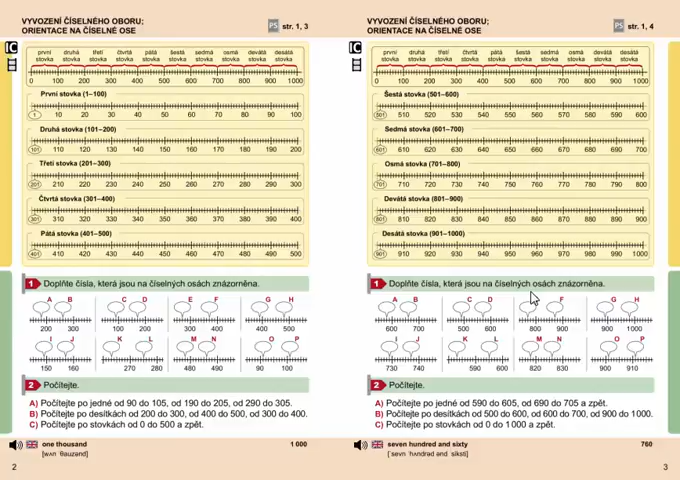 VYVOZENÍ ČÍSELNÉHO OBORU;
ORIENTACE NA ČÍSELNÉ OSE
PS str. 1, 3
první stovka druhá stovka třetí stovka čtvrtá stovka pátá stovka šestá stovka sedmá stovka osmá stovka devátá stovka desátá stovka
0 100 200 300 400 500 600 700 800 900 1000
První stovka (1–100)
1 10 20 30 40 50 60 70 80 90 100
Druhá stovka (101–200)
101 110 120 130 140 150 160 170 180 190 200
Třetí stovka (201–300)
201 210 220 230 240 250 260 270 280 290 300
Čtvrtá stovka (301–400)
301 310 320 330 340 350 360 370 380 390 400
Pátá stovka (401–500)
401 410 420 430 440 450 460 470 480 490 500
1 Doplňte čísla, která jsou na číselných osách znázorněna.
A B C D E F G H
200 300 100 200 300 400 400 500
I J K L M N O P
150 160 270 280 480 490 90 100
2 Počítejte.
A) Počítejte po jedné od 90 do 105, od 190 do 205, od 290 do 305.
B) Počítejte po desítkách od 200 do 300, od 400 do 500, od 300 do 400.
C) Počítejte po stovkách od 0 do 500 a zpět.
one thousand 1 000
[wʌn ˈθauzənd]
2
VYVOZENÍ ČÍSELNÉHO OBORU;
ORIENTACE NA ČÍSELNÉ OSE
PS str. 1, 4
první stovka druhá stovka třetí stovka čtvrtá stovka pátá stovka šestá stovka sedmá stovka osmá stovka devátá stovka desátá stovka
0 100 200 300 400 500 600 700 800 900 1000
Šestá stovka (501–600)
501 510 520 530 540 550 560 570 580 590 600
Sedmá stovka (601–700)
601 610 620 630 640 650 660 670 680 690 700
Osmá stovka (701–800)
701 710 720 730 740 750 760 770 780 790 800
Devátá stovka (801–900)
801 810 820 830 840 850 860 870 880 890 900
Desátá stovka (901–1000)
901 910 920 930 940 950 960 970 980 990 1000
1 Doplňte čísla, která jsou na číselných osách znázorněna.
A B C D E F G H
600 700 500 600 800 900 900 1000
I J K L M N O P
730 740 590 600 820 830 900 910
2 Počítejte.
A) Počítejte po jedné od 590 do 605, od 690 do 705 a zpět.
B) Počítejte po desítkách od 500 do 600, od 600 do 700, od 900 do 1000.
C) Počítejte po stovkách od 0 do 1 000 a zpět.
seven hundred and sixty 760
[ˈsevn ˈhʌndrəd ənd siksti]
3